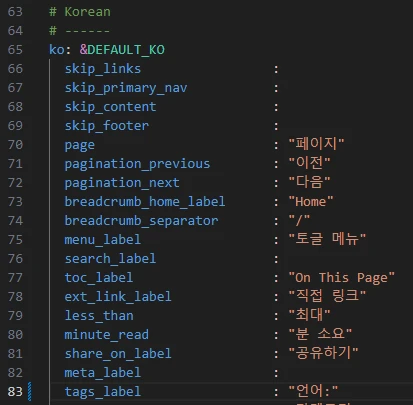 63 # Korean
64 # ------
65 ko: &DEFAULT_KO
66 skip_links :
67 skip_primary_nav :
68 skip_content :
69 skip_footer :
70 page : "페이지"
71 pagination_previous : "이전"
72 pagination_next : "다음"
73 breadcrumb_home_label : "Home"
74 breadcrumb_separator : "/"
75 menu_label : "토글 메뉴"
76 search_label :
77 toc_label : "On This Page"
78 ext_link_label : "직접 링크"
79 less_than : "최대"
80 minute_read : "분 소요"
81 share_on_label : "공유하기"
82 meta_label :
83 tags_label : "언어:"